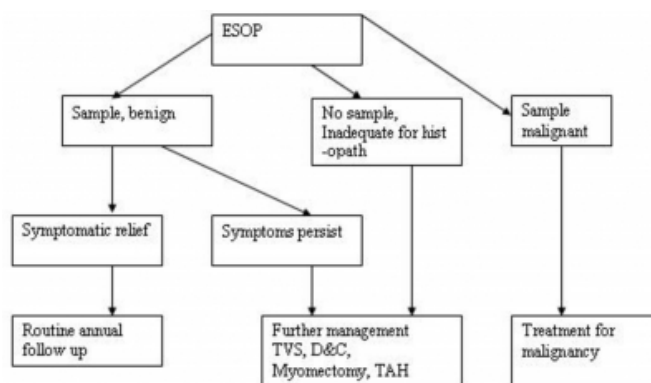 ESOP
Sample, benign
No sample,
Inadequate for hist
-opath
Sample
malignant
Symptomatic relief
Symptoms persist
Routine annual
follow up
Further management
TVS, D&C,
Myomectomy, TAH
Treatment for
malignancy